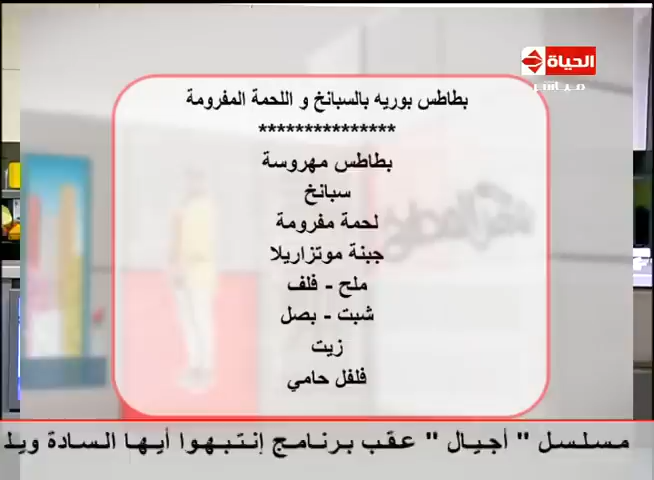 الحياة
مباشر
بطاطس بوريه بالسبانخ و اللحمة المفرومة
***************
بطاطس مهروسة
سبانخ
لحمة مفرومة
جبنة موتزاريلا
ملح - فلف
شبت - بصل
زيت
فلفل حامي
مسلسل " أجيال " عقب برنامج إنتبهوا أيها السادة ويذ